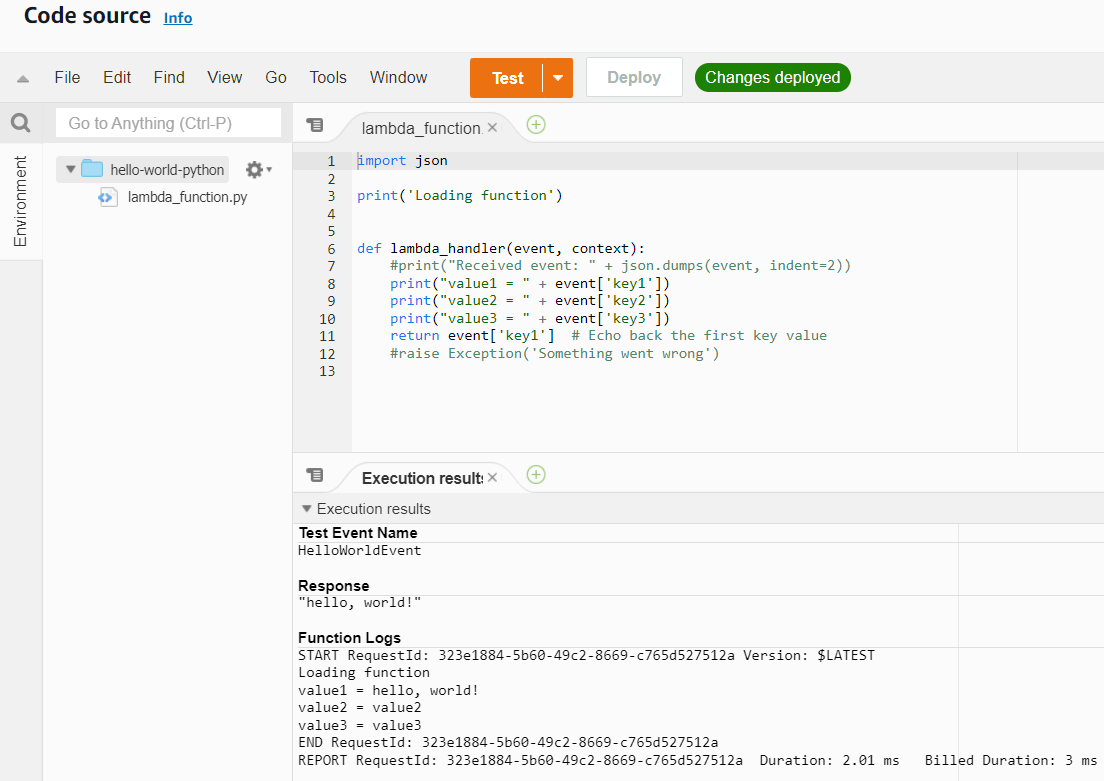 Code source Info
File Edit Find View Go Tools Window Test Deploy Changes deployed
Go to Anything (Ctrl-P)
Environment
hello-world-python
lambda_function.py
lambda_function.
1 import json
2
3 print('Loading function')
4
5
6 def lambda_handler(event, context):
7     #print("Received event: " + json.dumps(event, indent=2))
8     print("value1 = " + event['key1'])
9     print("value2 = " + event['key2'])
10     print("value3 = " + event['key3'])
11     return event['key1']  # Echo back the first key value
12     #raise Exception('Something went wrong')
13
Execution results
Execution results
Test Event Name
HelloWorldEvent
Response
"hello, world!"
Function Logs
START RequestId: 323e1884-5b60-49c2-8669-c765d527512a Version: $LATEST
Loading function
value1 = hello, world!
value2 = value2
value3 = value3
END RequestId: 323e1884-5b60-49c2-8669-c765d527512a
REPORT RequestId: 323e1884-5b60-49c2-8669-c765d527512a  Duration: 2.01 ms   Billed Duration: 3 ms